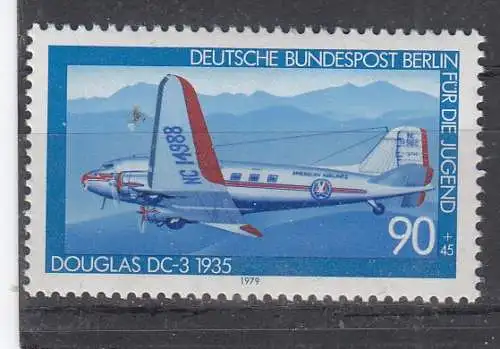 DEUTSCHE BUNDESPOST BERLIN
FÜR DIE JUGEND
NC 14988
AMERICAN AIRLINES
90 + 45
DOUGLAS DC-3 1935
1979